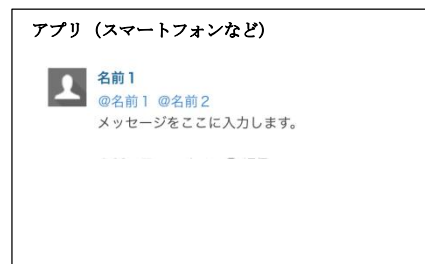 アプリ（スマートフォンなど）
名前１
@名前１ @名前２
メッセージをここに入力します。